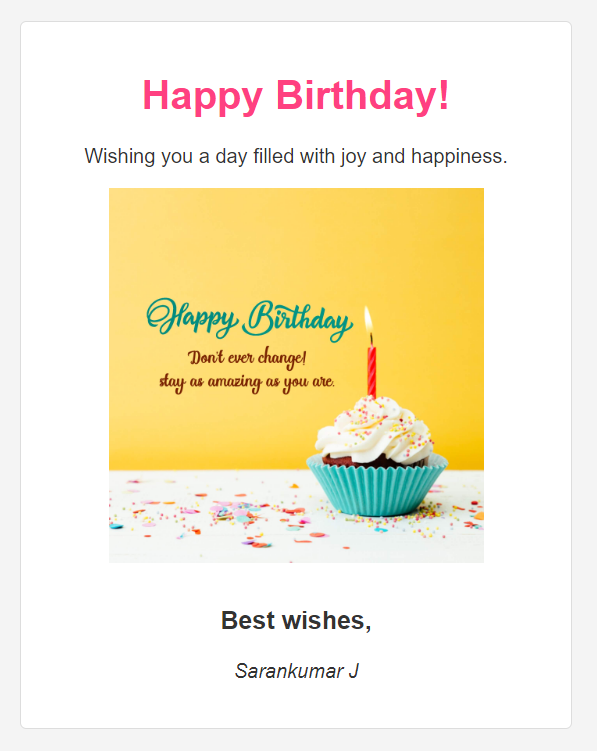 Happy Birthday!
Wishing you a day filled with joy and happiness.
Happy Birthday
Don't ever change!
stay as amazing as you are.
Best wishes,
Sarankumar J